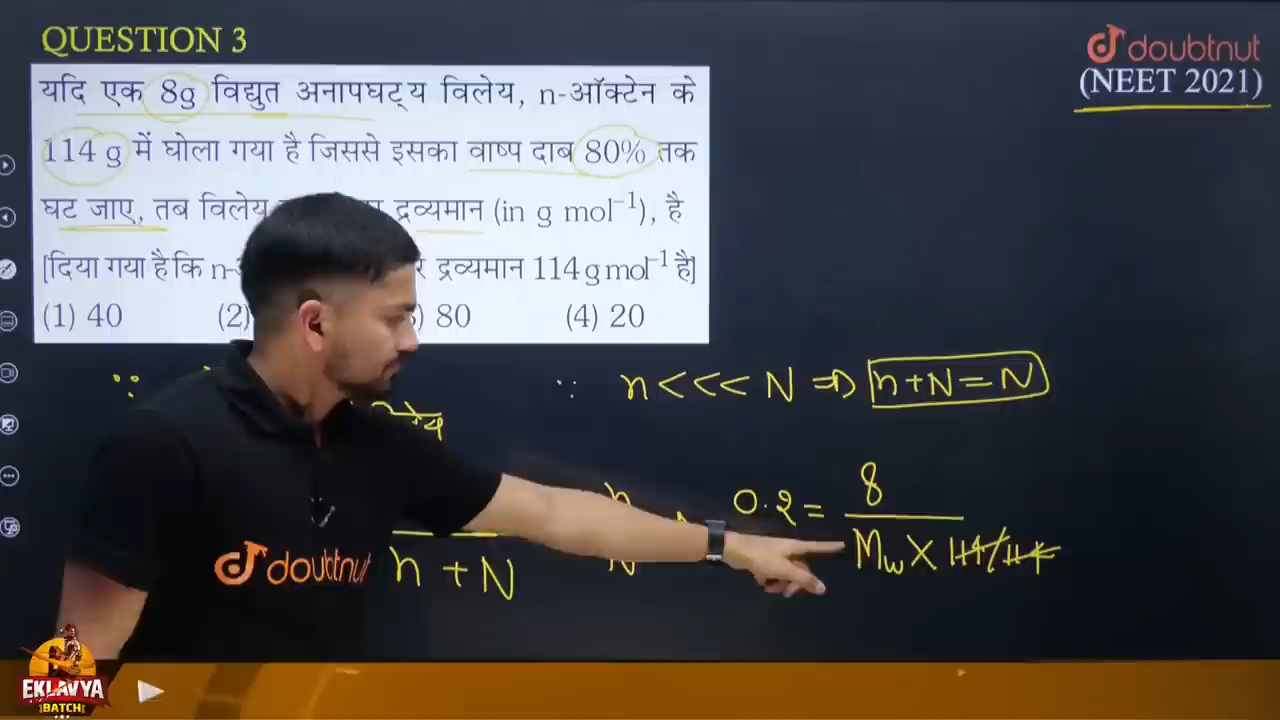 QUESTION 3
doubtnut
(NEET 2021)
यदि एक 8g विद्युत अनापघट्य विलेय, n-ऑक्टेन के
114 g में घोला गया है जिससे इसका वाष्प दाब 80% तक
घट जाए, तब विलेय द्रव्यमान (in g mol⁻¹), है
[दिया गया है कि n- द्रव्यमान 114 g mol⁻¹ है]
(1) 40 (2) 80 (4) 20
∵ n <<< N ⇒ n+N=N
0.2 = 8
Mw X 114/114
n + N
n
N
doubtnut
EKLAVYA
BATCH